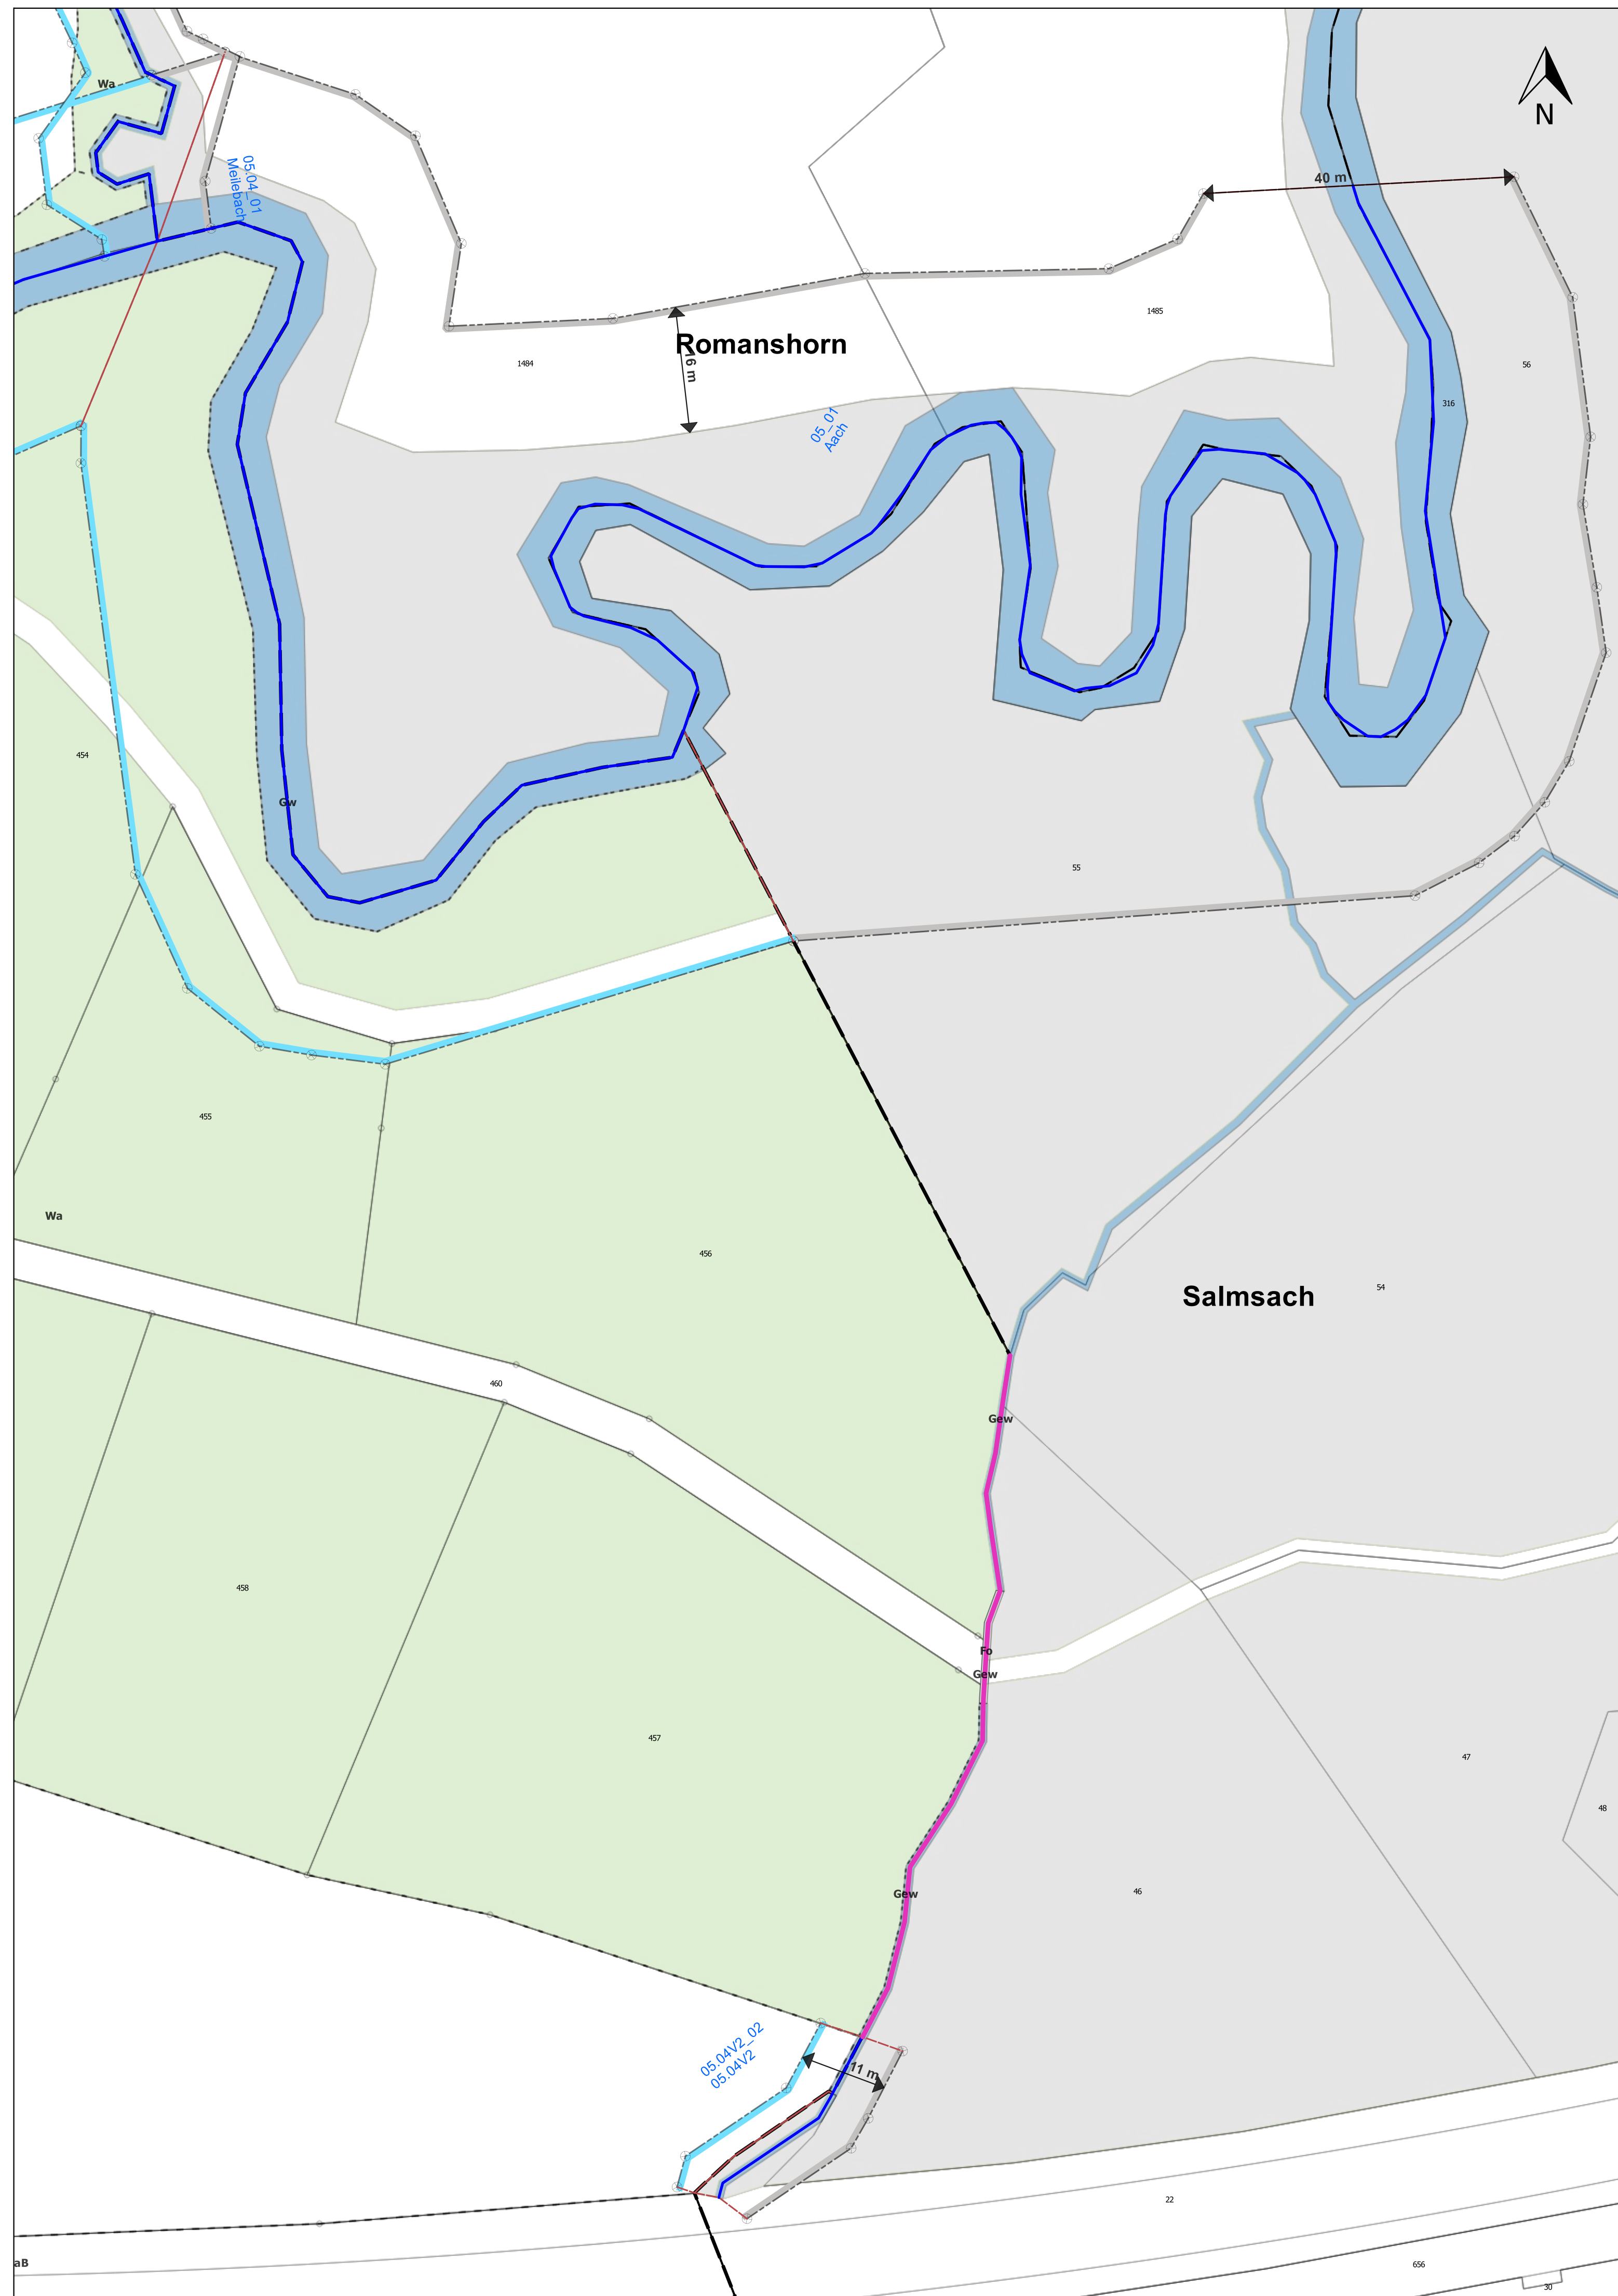 Wa
N
05.04_01
Meilebach
40 m
1485
Romanshorn
16 m
1484
56
316
05_01
Aach
454
Gw
55
455
Wa
456
Salmsach
54
460
Gew
458
Fo
Gew
457
47
48
46
Gew
05.04V2_02
05.04V2
11 m
22
aB
656
30